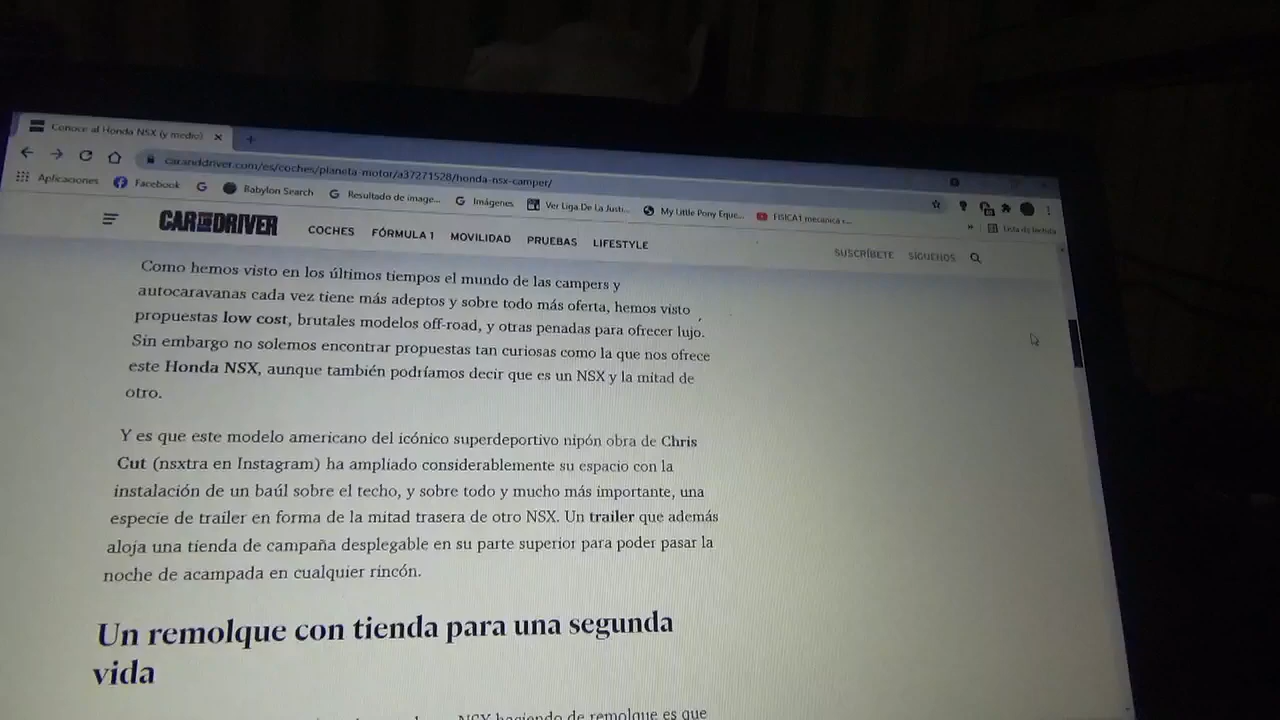 Conoce al Honda NSX (y medio)
caranddriver.com/es/coches/planeta-motor/a37271528/honda-nsx-camper/
Aplicaciones Facebook Babylon Search Resultado de image... Imágenes Ver Liga De La Justi... My Little Pony Eque... FISICA1 mecanica »
Lista de lectura
CAR AND DRIVER COCHES FÓRMULA 1 MOVILIDAD PRUEBAS LIFESTYLE SUSCRÍBETE SÍGUENOS
Como hemos visto en los últimos tiempos el mundo de las campers y
autocaravanas cada vez tiene más adeptos y sobre todo más oferta, hemos visto
propuestas low cost, brutales modelos off-road, y otras penadas para ofrecer lujo.
Sin embargo no solemos encontrar propuestas tan curiosas como la que nos ofrece
este Honda NSX, aunque también podríamos decir que es un NSX y la mitad de
otro.
Y es que este modelo americano del icónico superdeportivo nipón obra de Chris
Cut (nsxtra en Instagram) ha ampliado considerablemente su espacio con la
instalación de un baúl sobre el techo, y sobre todo y mucho más importante, una
especie de trailer en forma de la mitad trasera de otro NSX. Un trailer que además
aloja una tienda de campaña desplegable en su parte superior para poder pasar la
noche de acampada en cualquier rincón.
Un remolque con tienda para una segunda
vida
NSX haciendo de remolque es que